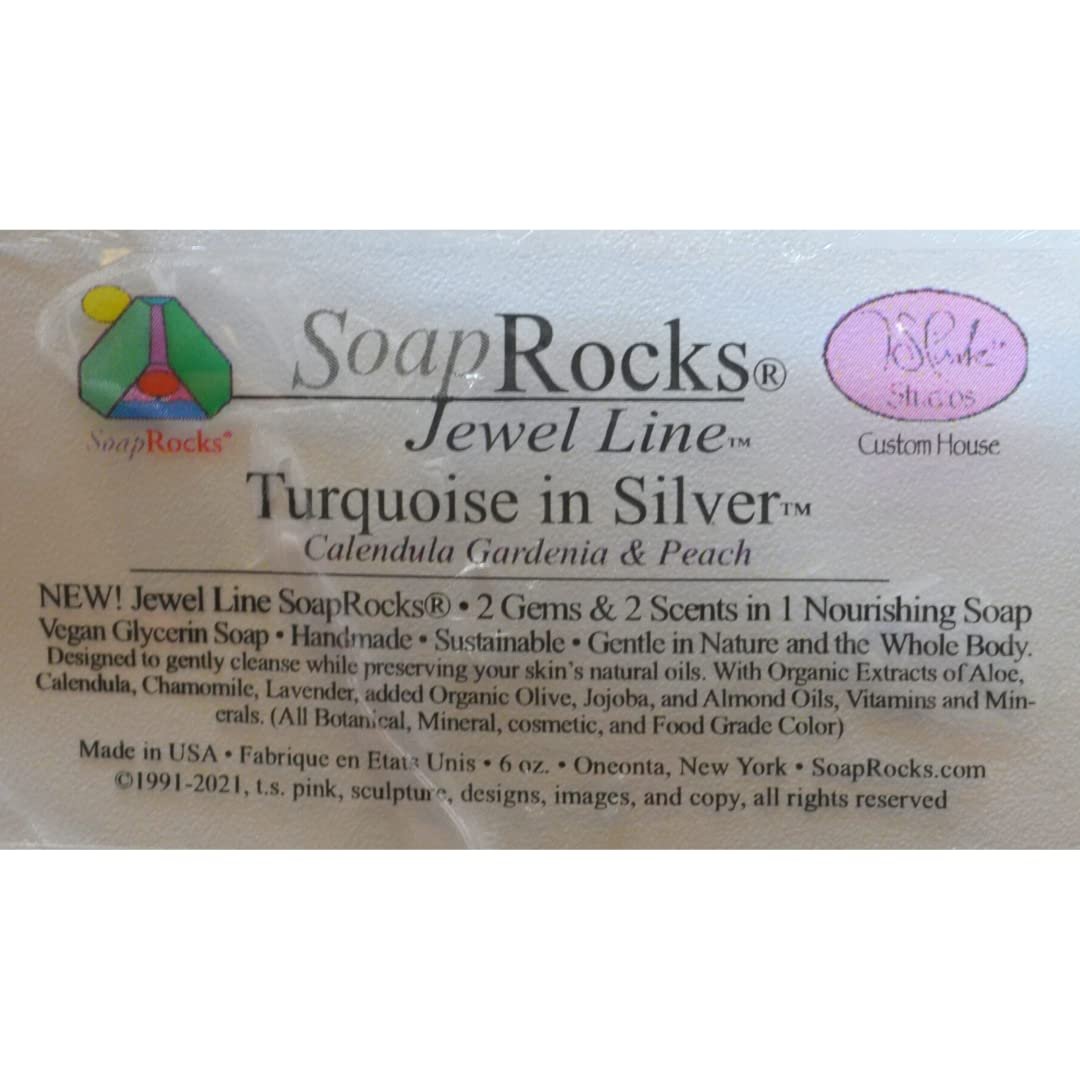 SoapRocks®
Jewel Line™
SoapRocks®
Studios
Custom House
Turquoise in Silver™
Calendula Gardenia & Peach
NEW! Jewel Line SoapRocks® • 2 Gems & 2 Scents in 1 Nourishing Soap
Vegan Glycerin Soap • Handmade • Sustainable • Gentle in Nature and the Whole Body.
Designed to gently cleanse while preserving your skin's natural oils. With Organic Extracts of Aloe,
Calendula, Chamomile, Lavender, added Organic Olive, Jojoba, and Almond Oils, Vitamins and Min-
erals. (All Botanical, Mineral, cosmetic, and Food Grade Color)
Made in USA • Fabrique en Etats Unis • 6 oz. • Oneonta, New York • SoapRocks.com
©1991-2021, t.s. pink, sculpture, designs, images, and copy, all rights reserved